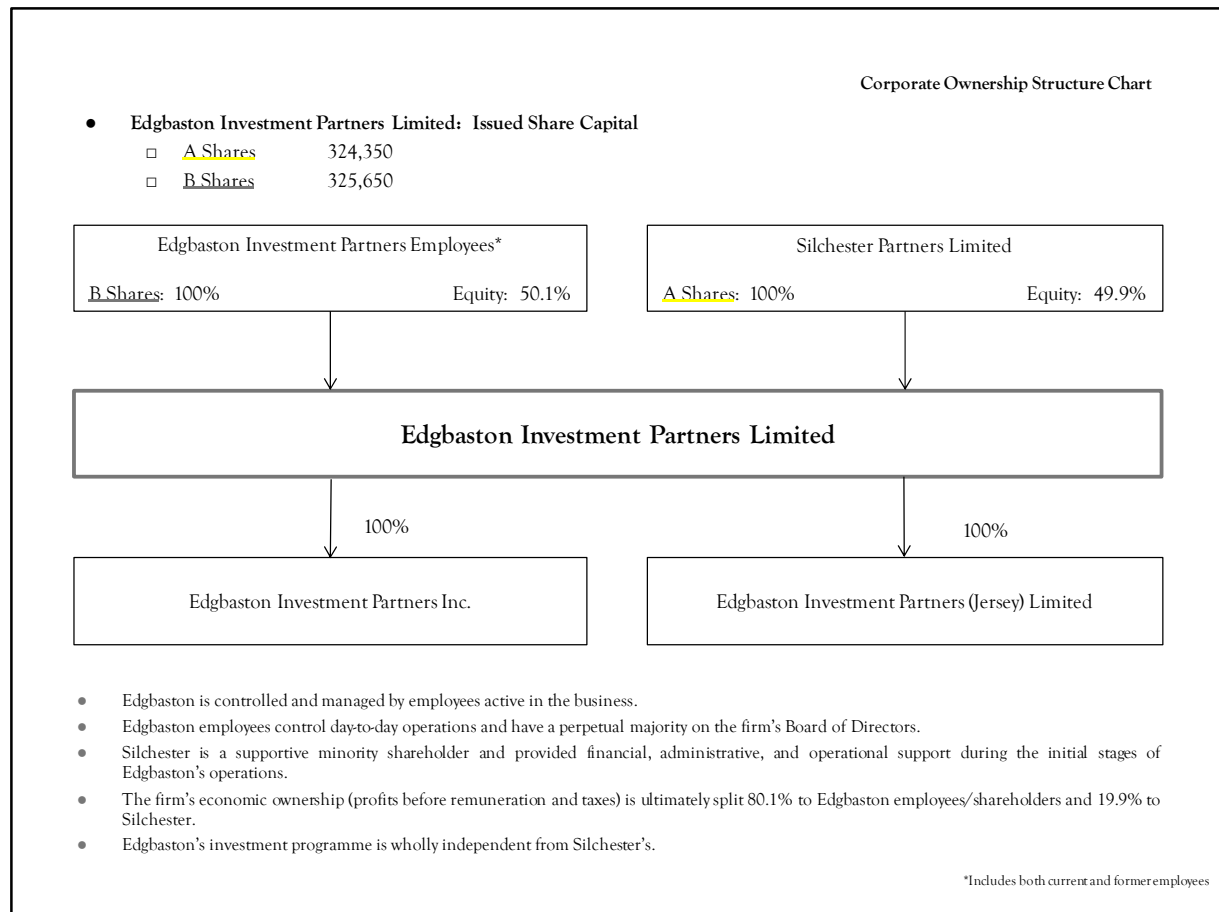 Corporate Ownership Structure Chart
● Edgbaston Investment Partners Limited: Issued Share Capital
□ A Shares 324,350
□ B Shares 325,650
Edgbaston Investment Partners Employees*
B Shares: 100% Equity: 50.1%
Silchester Partners Limited
A Shares: 100% Equity: 49.9%
Edgbaston Investment Partners Limited
100%
100%
Edgbaston Investment Partners Inc.
Edgbaston Investment Partners (Jersey) Limited
● Edgbaston is controlled and managed by employees active in the business.
● Edgbaston employees control day-to-day operations and have a perpetual majority on the firm's Board of Directors.
● Silchester is a supportive minority shareholder and provided financial, administrative, and operational support during the initial stages of
Edgbaston's operations.
● The firm's economic ownership (profits before remuneration and taxes) is ultimately split 80.1% to Edgbaston employees/shareholders and 19.9% to
Silchester.
● Edgbaston's investment programme is wholly independent from Silchester's.
*Includes both current and former employees